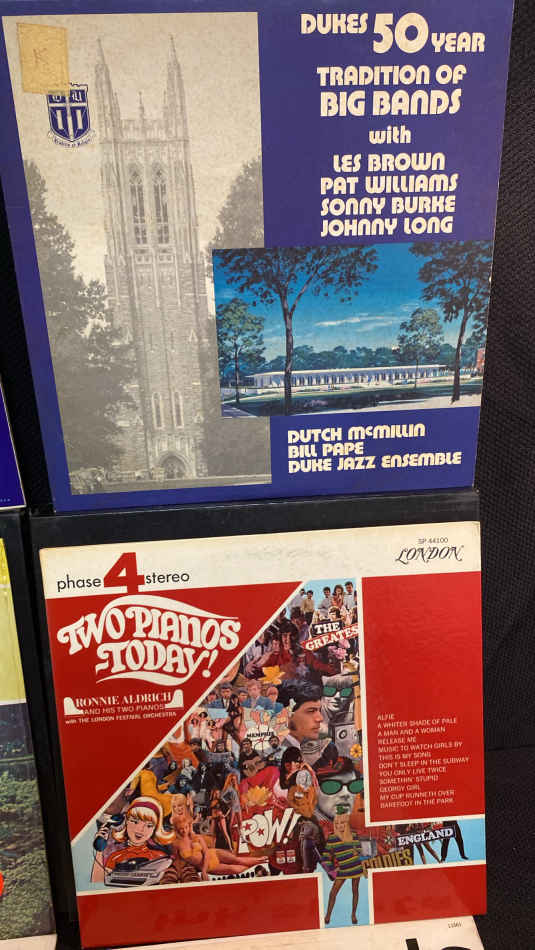 K
DUKES 50 YEAR
TRADITION OF
BIG BANDS
with
LES BROWN
PAT WILLIAMS
SONNY BURKE
JOHNNY LONG
DUTCH McMILLIN
BILL PAPE
DUKE JAZZ ENSEMBLE
SP 44100
LONDON
phase 4 stereo
TWO PIANOS
TODAY!
RONNIE ALDRICH
AND HIS TWO PIANOS
with THE LONDON FESTIVAL ORCHESTRA
THE
GREATEST
MEMPHIS
POW!
ENGLAND
GOLDIES
ALFIE
A WHITER SHADE OF PALE
A MAN AND A WOMAN
RELEASE ME
MUSIC TO WATCH GIRLS BY
THIS IS MY SONG
DON'T SLEEP IN THE SUBWAY
YOU ONLY LIVE TWICE
SOMETHIN' STUPID
GEORGY GIRL
MY CUP RUNNETH OVER
BAREFOOT IN THE PARK